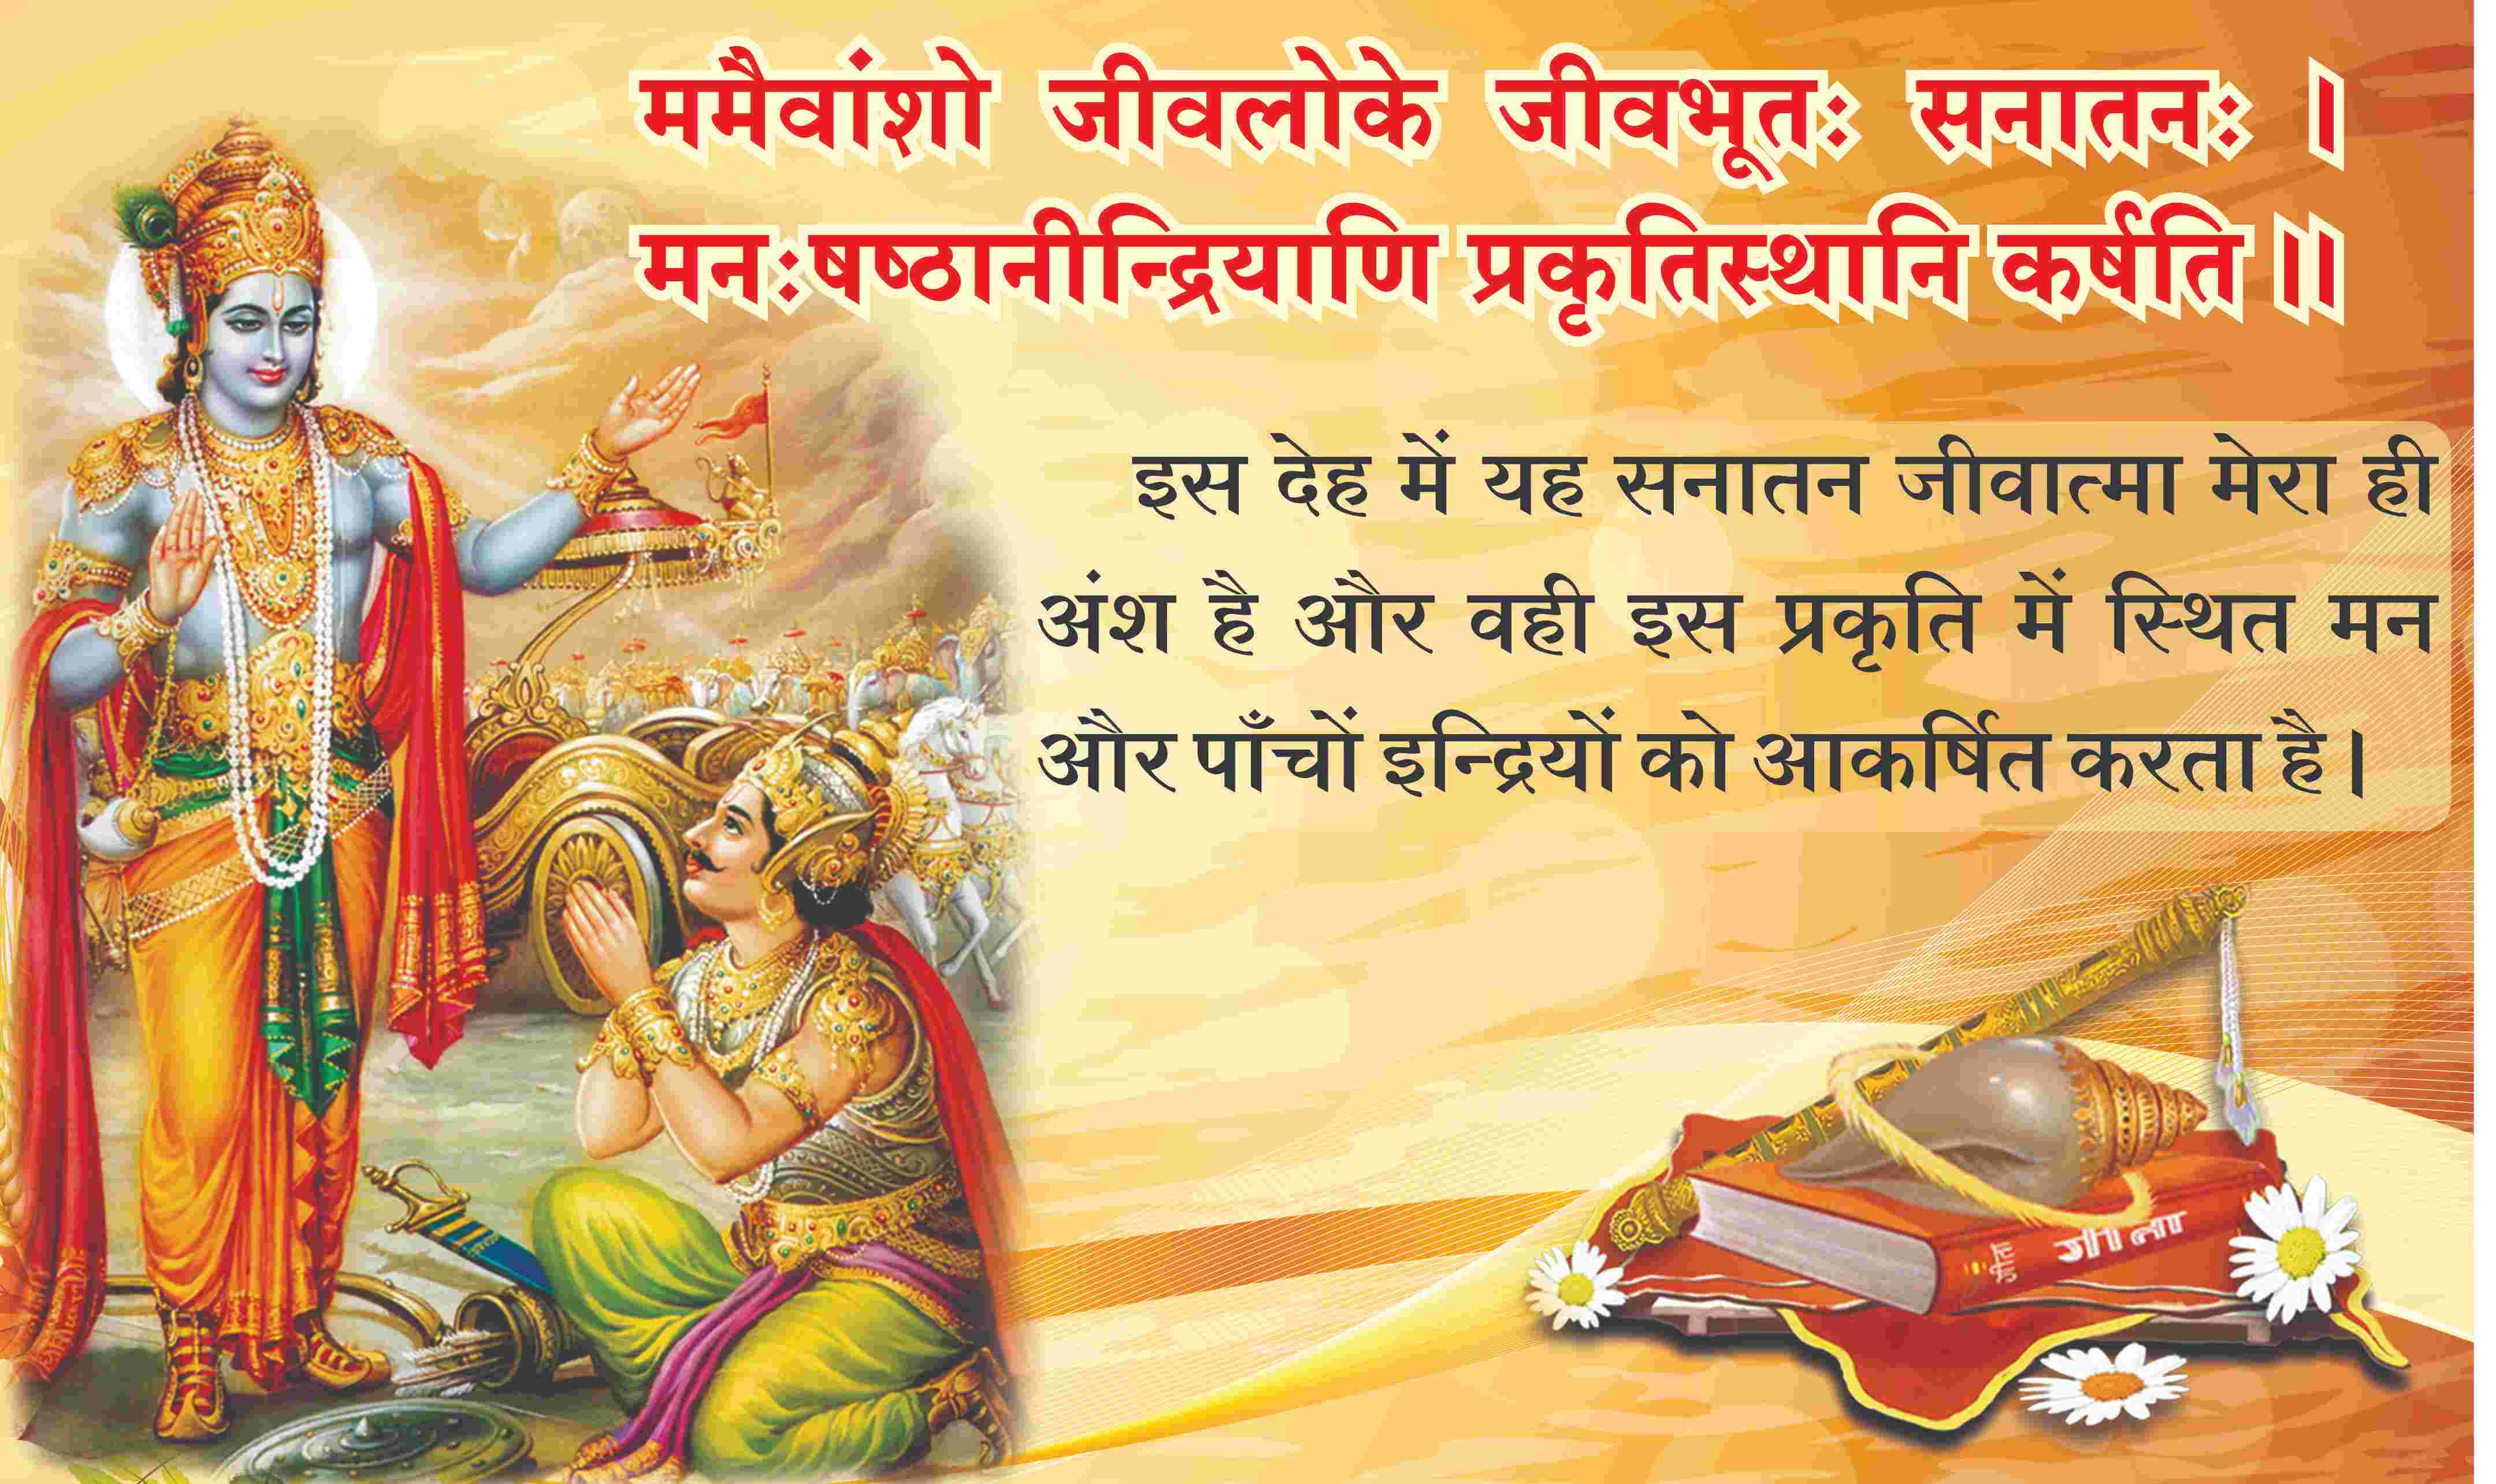 ममैवांशो जीवलोके जीवभूतः सनातनः ।
मनःषष्ठानीन्द्रियाणि प्रकृतिस्थानि कर्षति ॥
इस देह में यह सनातन जीवात्मा मेरा ही
अंश है और वही इस प्रकृति में स्थित मन
और पाँचों इन्द्रियों को आकर्षित करता है।
गीता
गीता